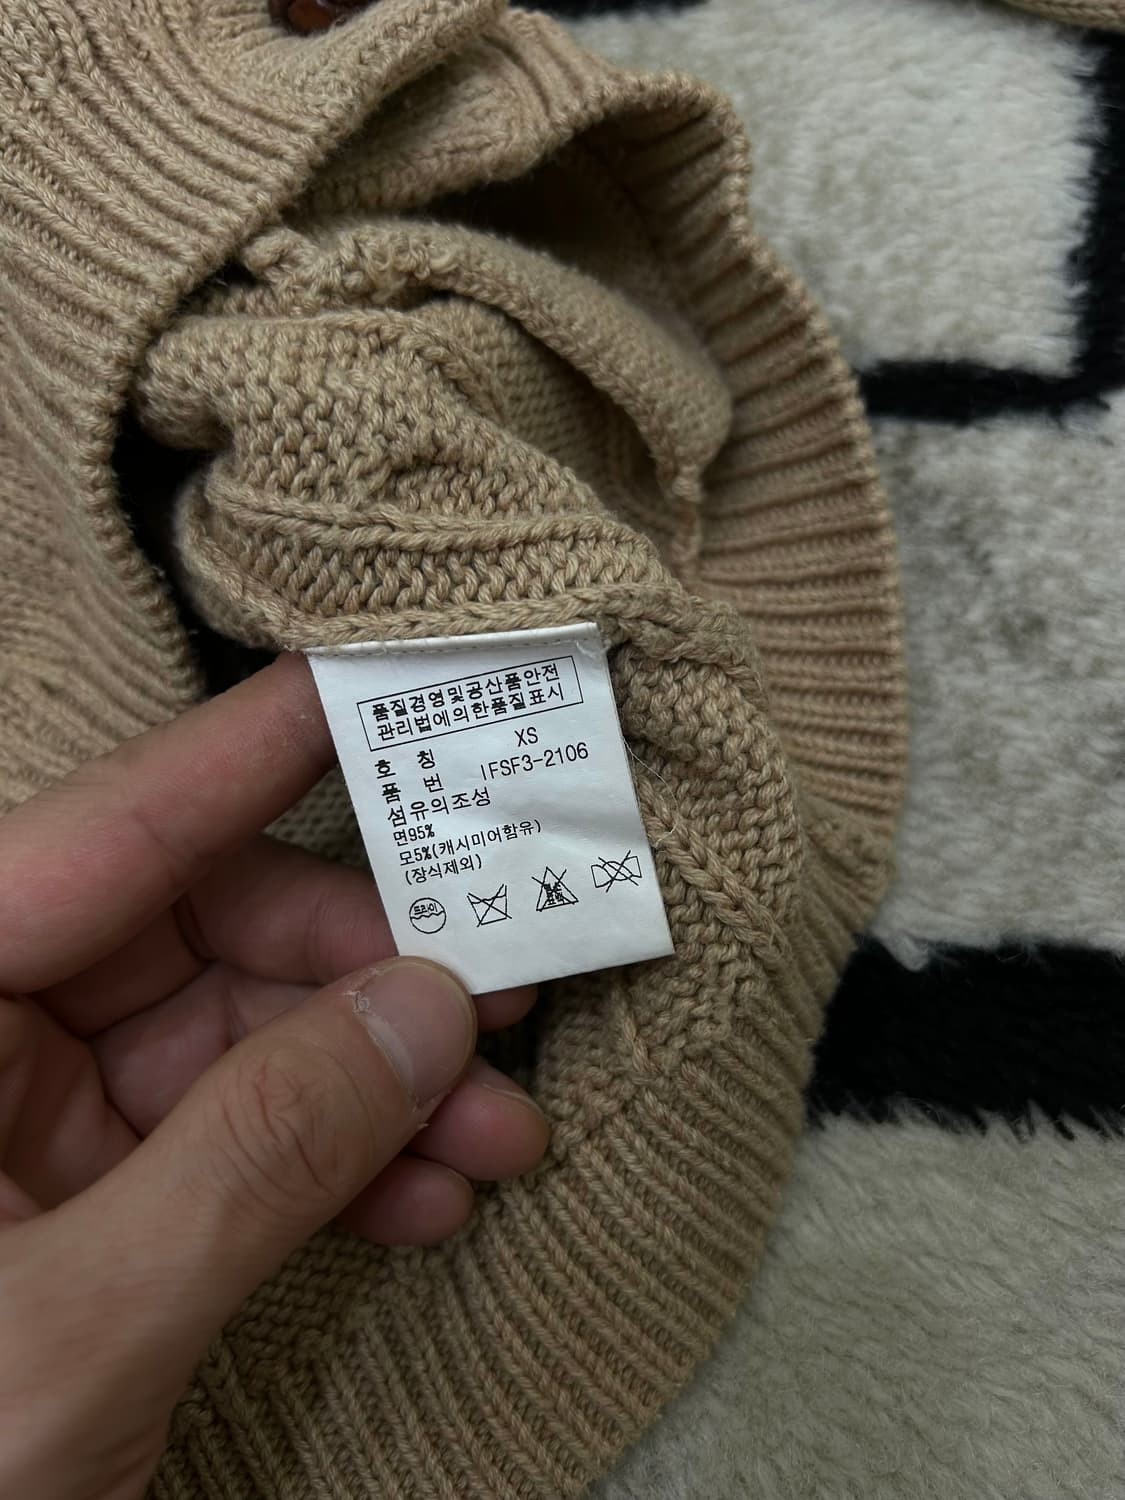 품질경영및공산품안전
관리법에의한품질표시
호 칭 XS
품 번 IFSF3-2106
섬유의조성
면95%
모5%(캐시미어함유)
(장식제외)
드라이